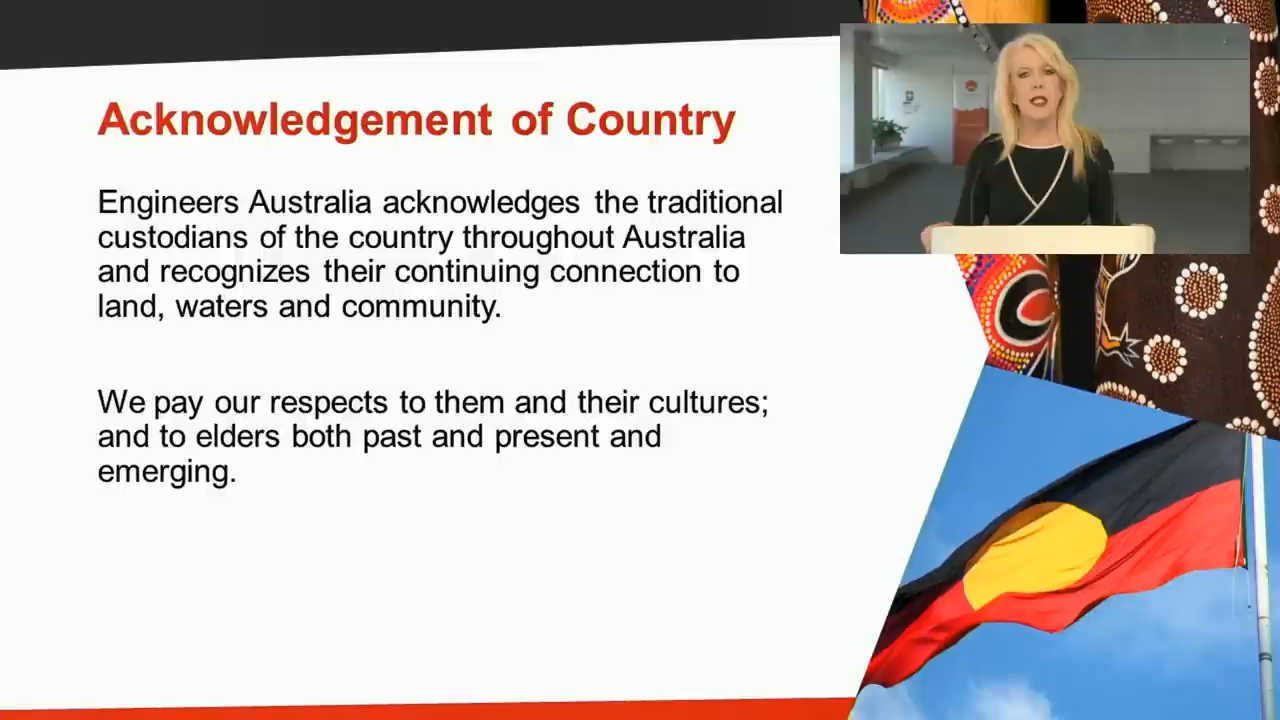 Acknowledgement of Country
Engineers Australia acknowledges the traditional
custodians of the country throughout Australia
and recognizes their continuing connection to
land, waters and community.
We pay our respects to them and their cultures;
and to elders both past and present and
emerging.